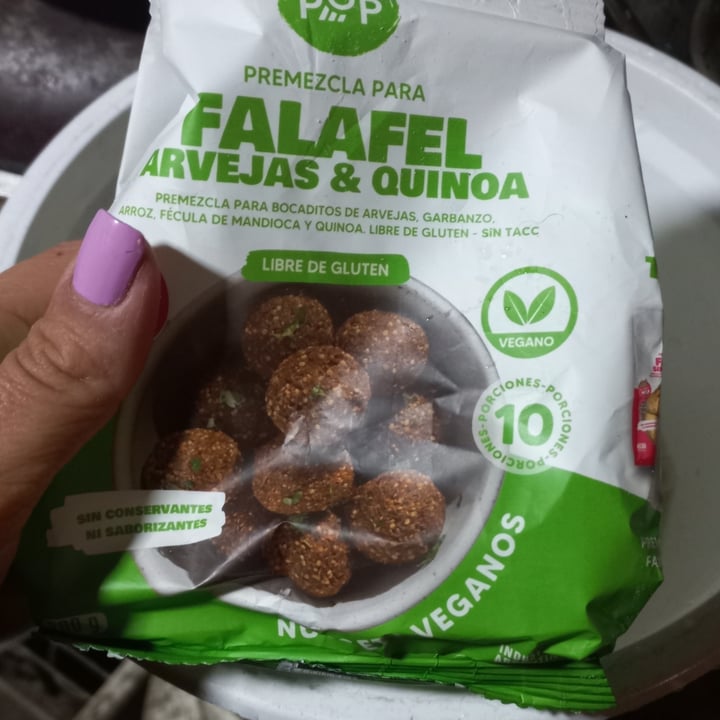 POP
PREMEZCLA PARA
FALAFEL
ARVEJAS & QUINOA
PREMEZCLA PARA BOCADITOS DE ARVEJAS, GARBANZO,
ARROZ, FÉCULA DE MANDIOCA Y QUINOA. LIBRE DE GLUTEN - SIN TACC
LIBRE DE GLUTEN
VEGANO
PORCIONES-PORCIONES-PORCIONES-
10
SIN CONSERVANTES
NI SABORIZANTES
VEGANOS